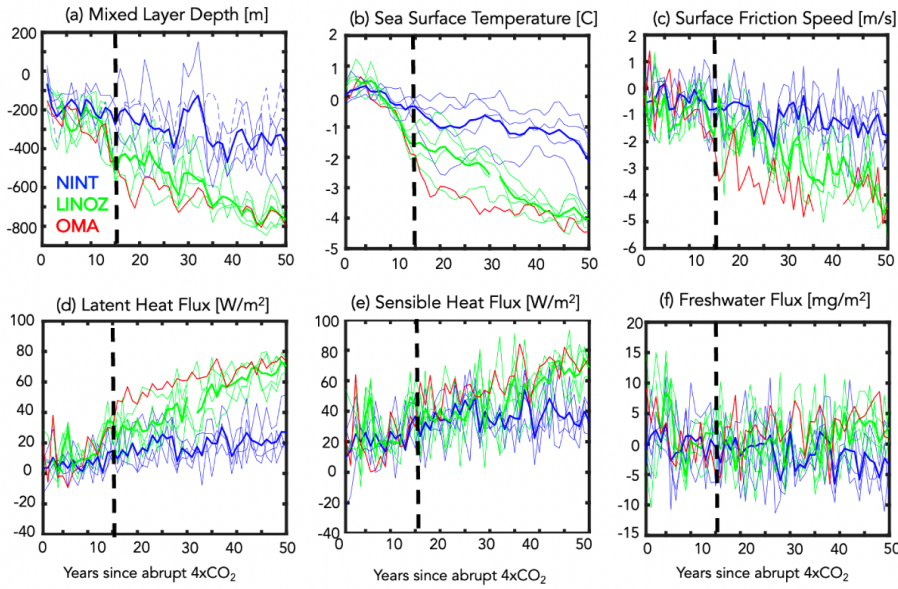 (a) Mixed Layer Depth [m]
200
0
-200
-400
-600
-800
NINT
LINOZ
OMA
0 10 20 30 40 50
(b) Sea Surface Temperature [C]
2
1
0
-1
-2
-3
-4
-5
0 10 20 30 40 50
(c) Surface Friction Speed [m/s]
2
1
0
-1
-2
-3
-4
-5
-6
0 10 20 30 40 50
(d) Latent Heat Flux [W/m²]
100
80
60
40
20
0
-20
-40
0 10 20 30 40 50
Years since abrupt 4xCO₂
(e) Sensible Heat Flux [W/m²]
100
80
60
40
20
0
-20
-40
0 10 20 30 40 50
Years since abrupt 4xCO₂
(f) Freshwater Flux [mg/m²]
20
15
10
5
0
-5
-10
-15
0 10 20 30 40 50
Years since abrupt 4xCO₂